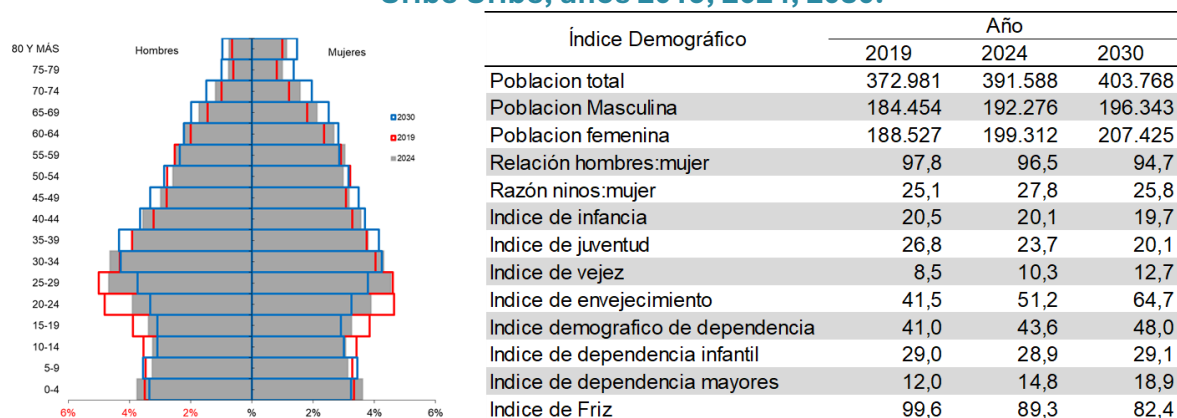 Uribe Uribe, años 2019, 2024, 2030.
Hombres
Mujeres
80 Y MÁS
75-79
70-74
65-69
60-64
55-59
50-54
45-49
40-44
35-39
30-34
25-29
20-24
15-19
10-14
5-9
0-4
6% 4% 2% % 2% 4% 6%
2030
2019
2024
Índice Demográfico Año
2019 2024 2030
Poblacion total 372.981 391.588 403.768
Poblacion Masculina 184.454 192.276 196.343
Poblacion femenina 188.527 199.312 207.425
Relación hombres:mujer 97,8 96,5 94,7
Razón ninos:mujer 25,1 27,8 25,8
Indice de infancia 20,5 20,1 19,7
Indice de juventud 26,8 23,7 20,1
Indice de vejez 8,5 10,3 12,7
Indice de envejecimiento 41,5 51,2 64,7
Indice demografico de dependencia 41,0 43,6 48,0
Indice de dependencia infantil 29,0 28,9 29,1
Indice de dependencia mayores 12,0 14,8 18,9
Indice de Friz 99,6 89,3 82,4